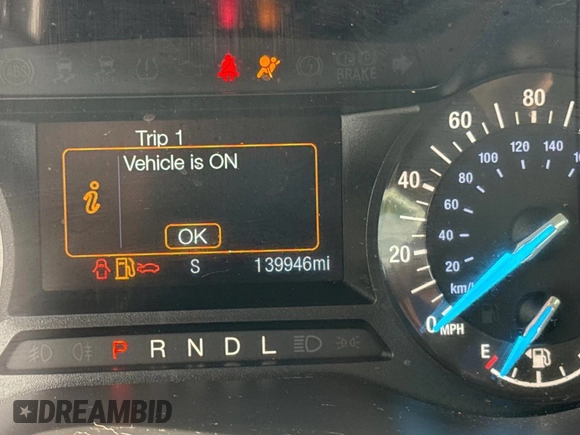 BRAKE
Trip 1
Vehicle is ON
OK
S 139946mi
P R N D L
0 20 40 60 80
MPH
20 40 60 80 100 120 140
km/
E
DREAMBID